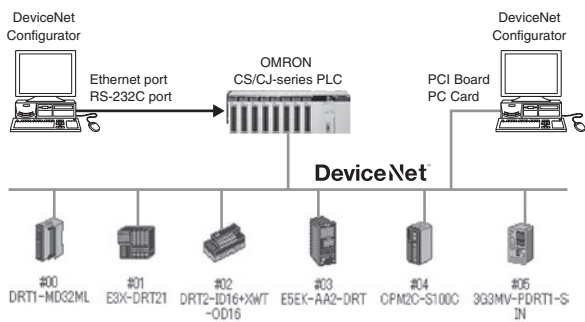 DeviceNet
Configurator
DeviceNet
Configurator
OMRON
CS/CJ-series PLC
Ethernet port
RS-232C port
PCI Board
PC Card
DeviceNet
#00
DRT1-MD32ML
#01
E3X-DRT21
#02
DRT2-ID16+XWT
-OD16
#03
E5EK-AA2-DRT
#04
CPM2C-S100C
#05
3G3MV-PDRT1-S
IN